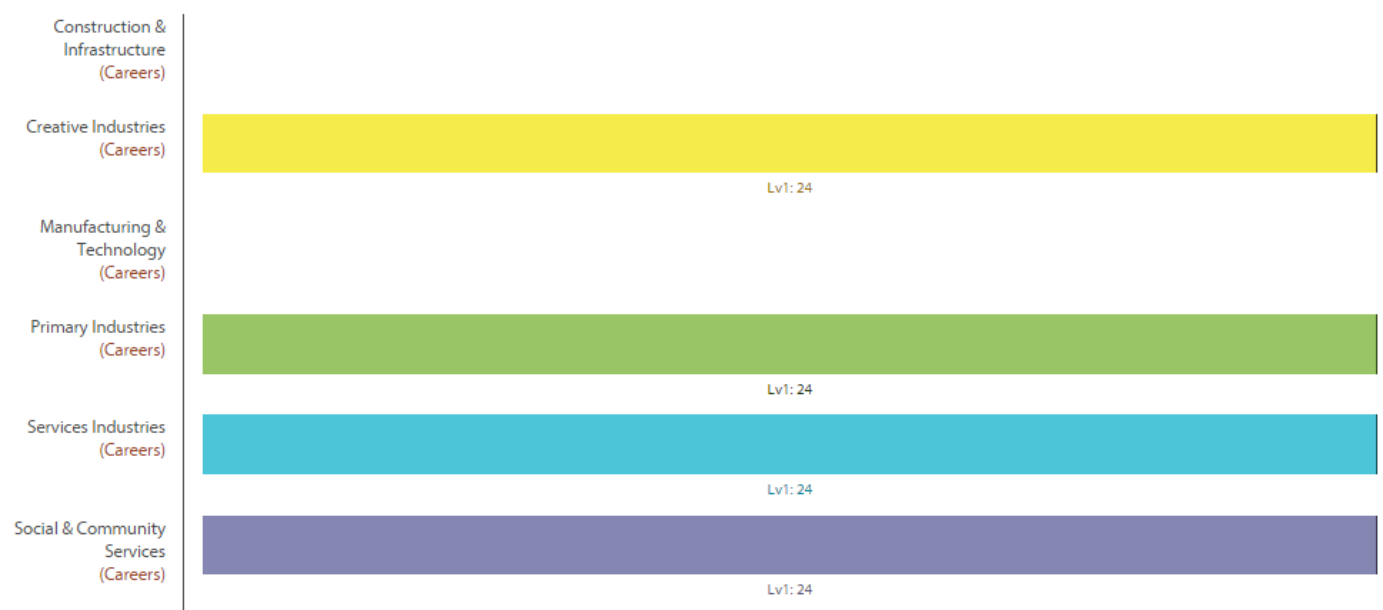 Construction &
Infrastructure
(Careers)
Creative Industries
(Careers)
Lv1: 24
Manufacturing &
Technology
(Careers)
Primary Industries
(Careers)
Lv1: 24
Services Industries
(Careers)
Lv1: 24
Social & Community
Services
(Careers)
Lv1: 24